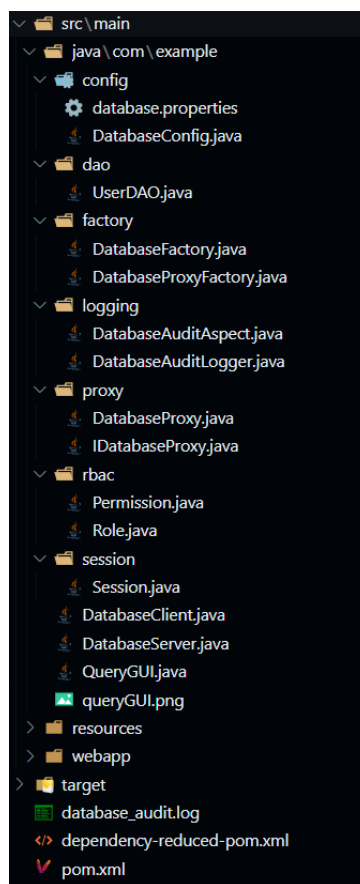 src\main
java\com\example
config
database.properties
DatabaseConfig.java
dao
UserDAO.java
factory
DatabaseFactory.java
DatabaseProxyFactory.java
logging
DatabaseAuditAspect.java
DatabaseAuditLogger.java
proxy
DatabaseProxy.java
IDatabaseProxy.java
rbac
Permission.java
Role.java
session
Session.java
DatabaseClient.java
DatabaseServer.java
QueryGUI.java
queryGUI.png
resources
webapp
target
database_audit.log
dependency-reduced-pom.xml
pom.xml